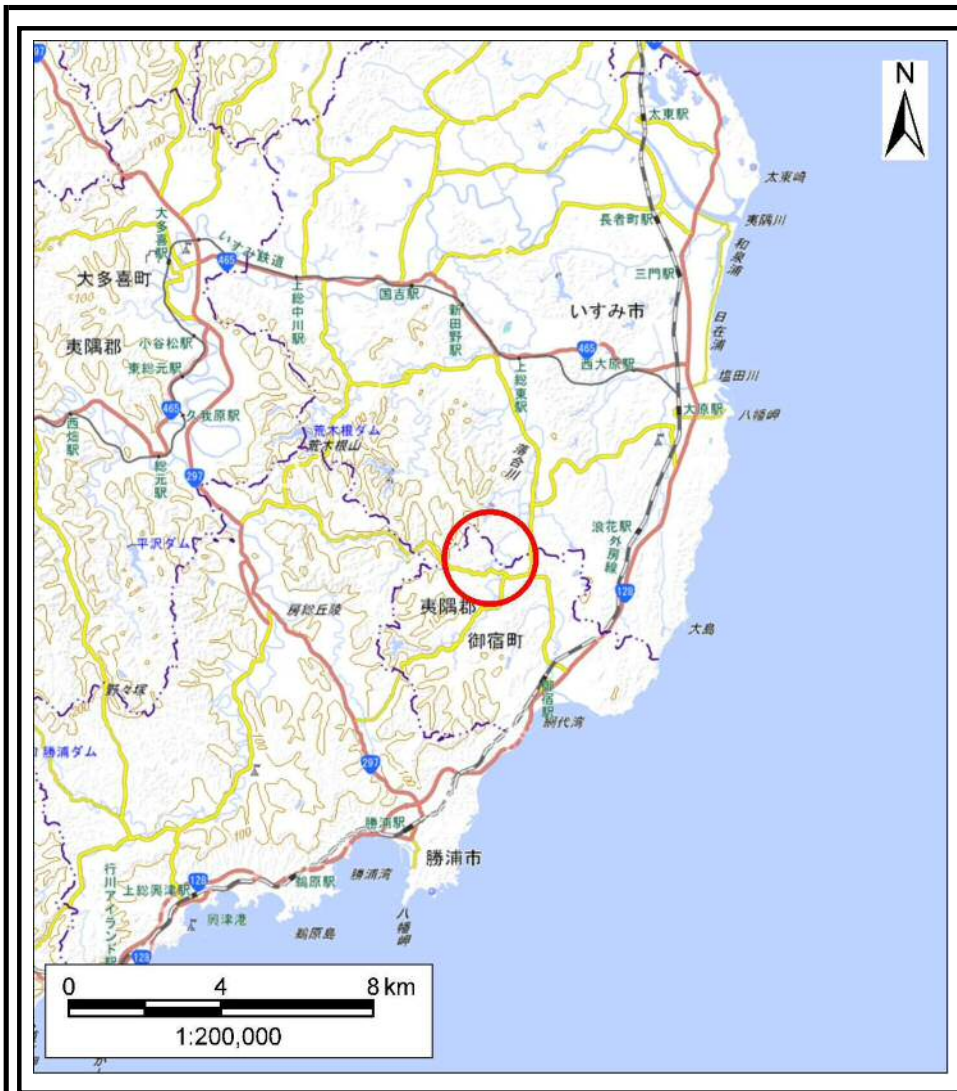 N
太東駅
太東崎
夷隅川
長者町駅
和泉浦
大多喜駅
いすみ鉄道
465
三門駅
大多喜町
100
上総中川駅
国吉駅
いすみ市
日在浦
新田野駅
夷隅郡
小谷松駅
東総元駅
465
西大原駅
上総東駅
塩田川
465
久我原駅
大原駅
八幡岬
西畑駅
荒木根ダム
荒木根山
総元駅
落合川
297
平沢ダム
浪花駅
外房線
128
房総丘陵
夷隅郡
御宿町
大島
野々塚
御宿駅
網代湾
勝浦ダム
297
100
勝浦駅
勝浦市
行川アイランド駅
上総興津駅
128
鵜原駅
勝浦湾
興津港
鵜原島
八幡岬
128
0
4
8 km
1:200,000